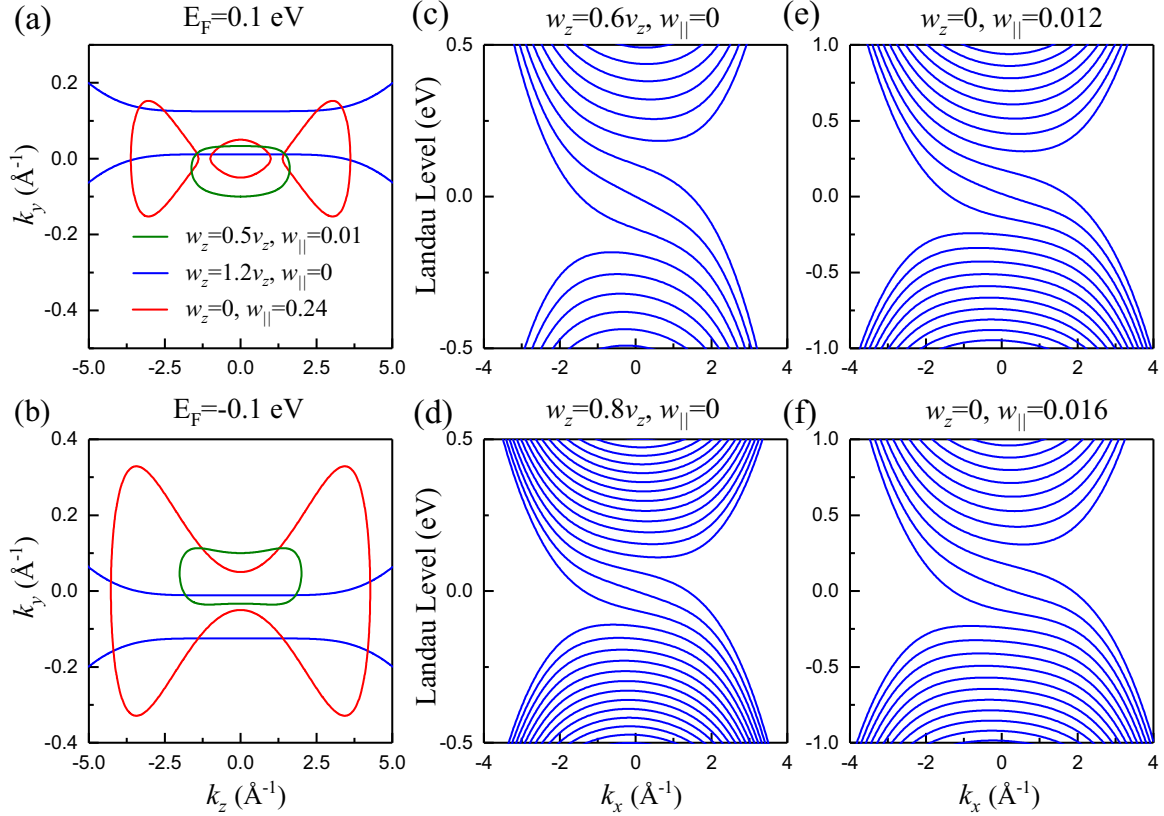 (a)
E_F=0.1 eV
0.2
0.0
-0.2
-0.4
k_y (Å⁻¹)
w_z=0.5v_z, w_||=0.01
w_z=1.2v_z, w_||=0
w_z=0, w_||=0.24
-5.0 -2.5 0.0 2.5 5.0
(b)
E_F=-0.1 eV
0.4
0.2
0.0
-0.2
-0.4
k_y (Å⁻¹)
-5.0 -2.5 0.0 2.5 5.0
k_z (Å⁻¹)
(c)
w_z=0.6v_z, w_||=0
0.5
0.0
-0.5
Landau Level (eV)
-4 -2 0 2 4
(d)
w_z=0.8v_z, w_||=0
0.5
0.0
-0.5
Landau Level (eV)
-4 -2 0 2 4
k_x (Å⁻¹)
(e)
w_z=0, w_||=0.012
1.0
0.5
0.0
-0.5
-1.0
-4 -2 0 2 4
(f)
w_z=0, w_||=0.016
1.0
0.5
0.0
-0.5
-1.0
-4 -2 0 2 4
k_x (Å⁻¹)